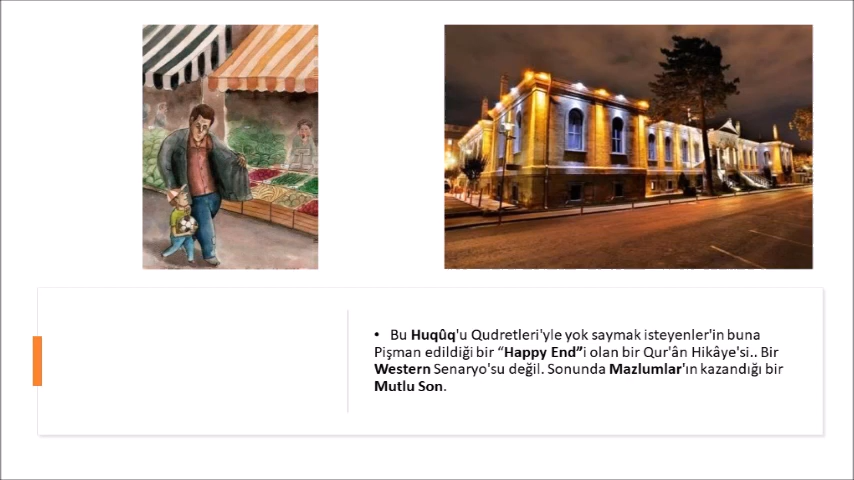 • Bu Huqûq'u Qudretleri'yle yok saymak isteyenler'in buna
Pişman edildiği bir “Happy End”i olan bir Qur'ân Hikâye'si.. Bir
Western Senaryo'su değil. Sonunda Mazlumlar'ın kazandığı bir
Mutlu Son.